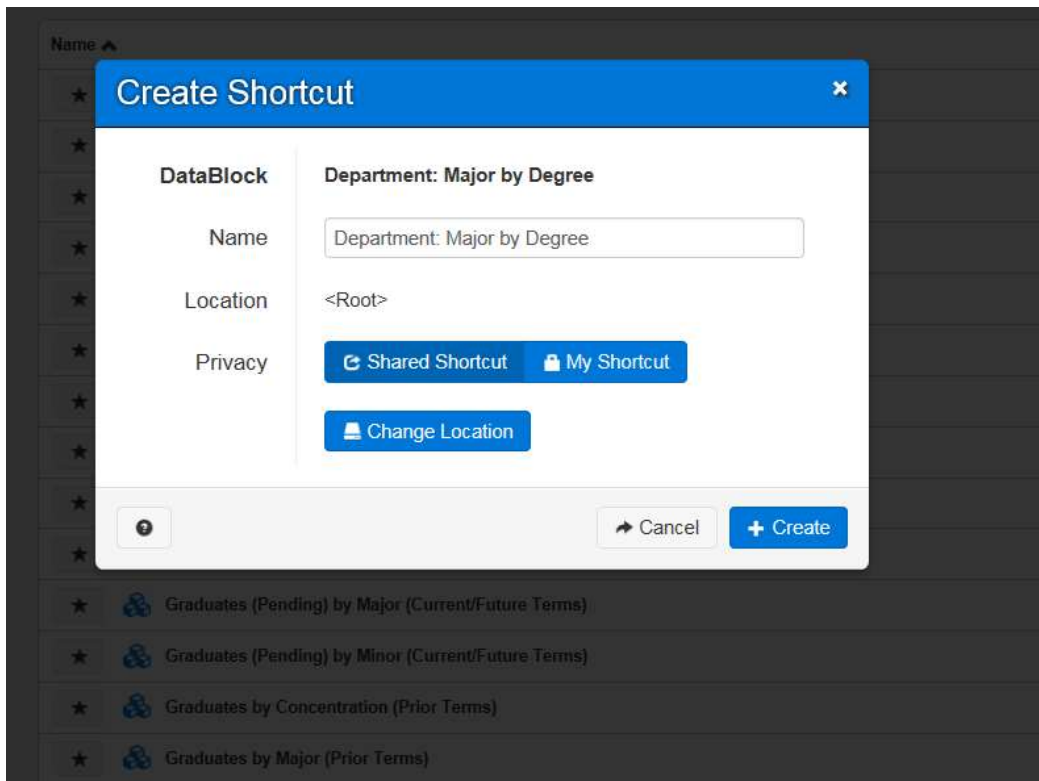 Name
Create Shortcut
DataBlock Department: Major by Degree
Name Department: Major by Degree
Location <Root>
Privacy Shared Shortcut My Shortcut
Change Location
Cancel Create
Graduates (Pending) by Major (Current/Future Terms)
Graduates (Pending) by Minor (Current/Future Terms)
Graduates by Concentration (Prior Terms)
Graduates by Major (Prior Terms)